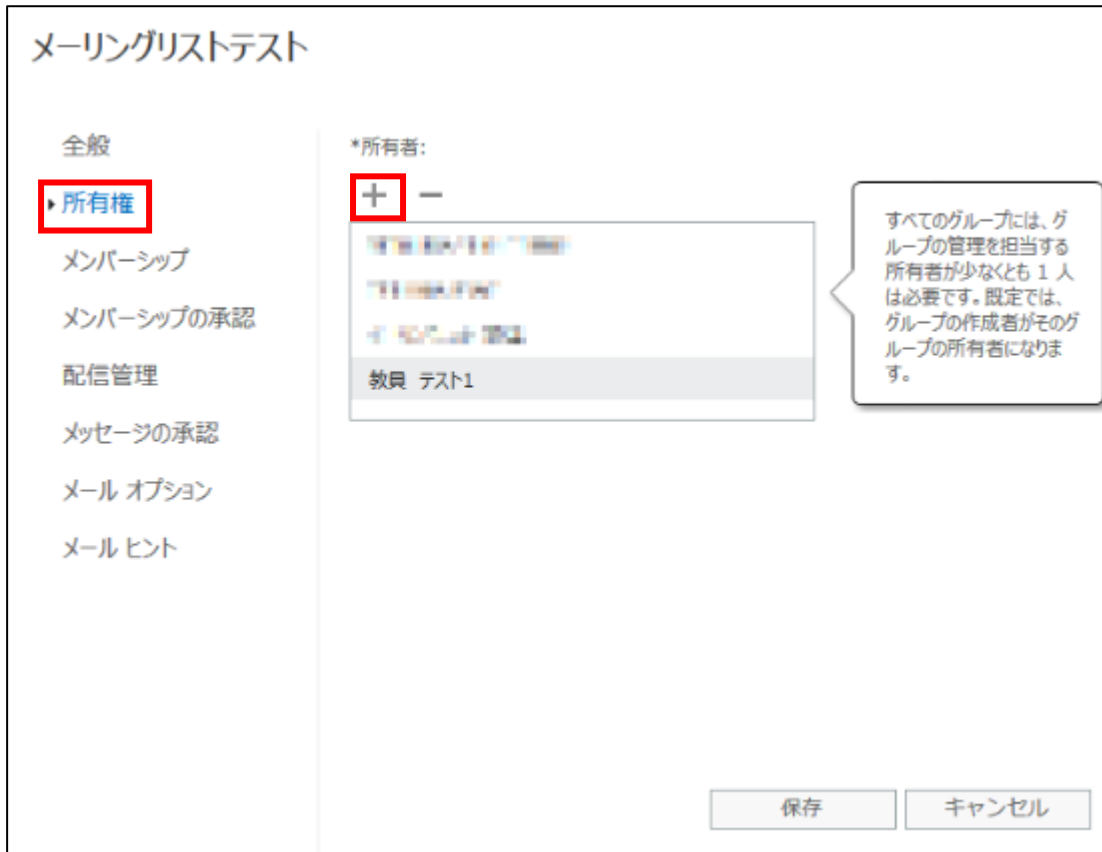 メーリングリストテスト
全般
所有権
メンバーシップ
メンバーシップの承認
配信管理
メッセージの承認
メール オプション
メール ヒント
*所有者:
+ −
教員 テスト1
すべてのグループには、グ
ループの管理を担当する
所有者が少なくとも 1 人
は必要です。既定では、
グループの作成者がそのグ
ループの所有者になりま
す。
保存
キャンセル